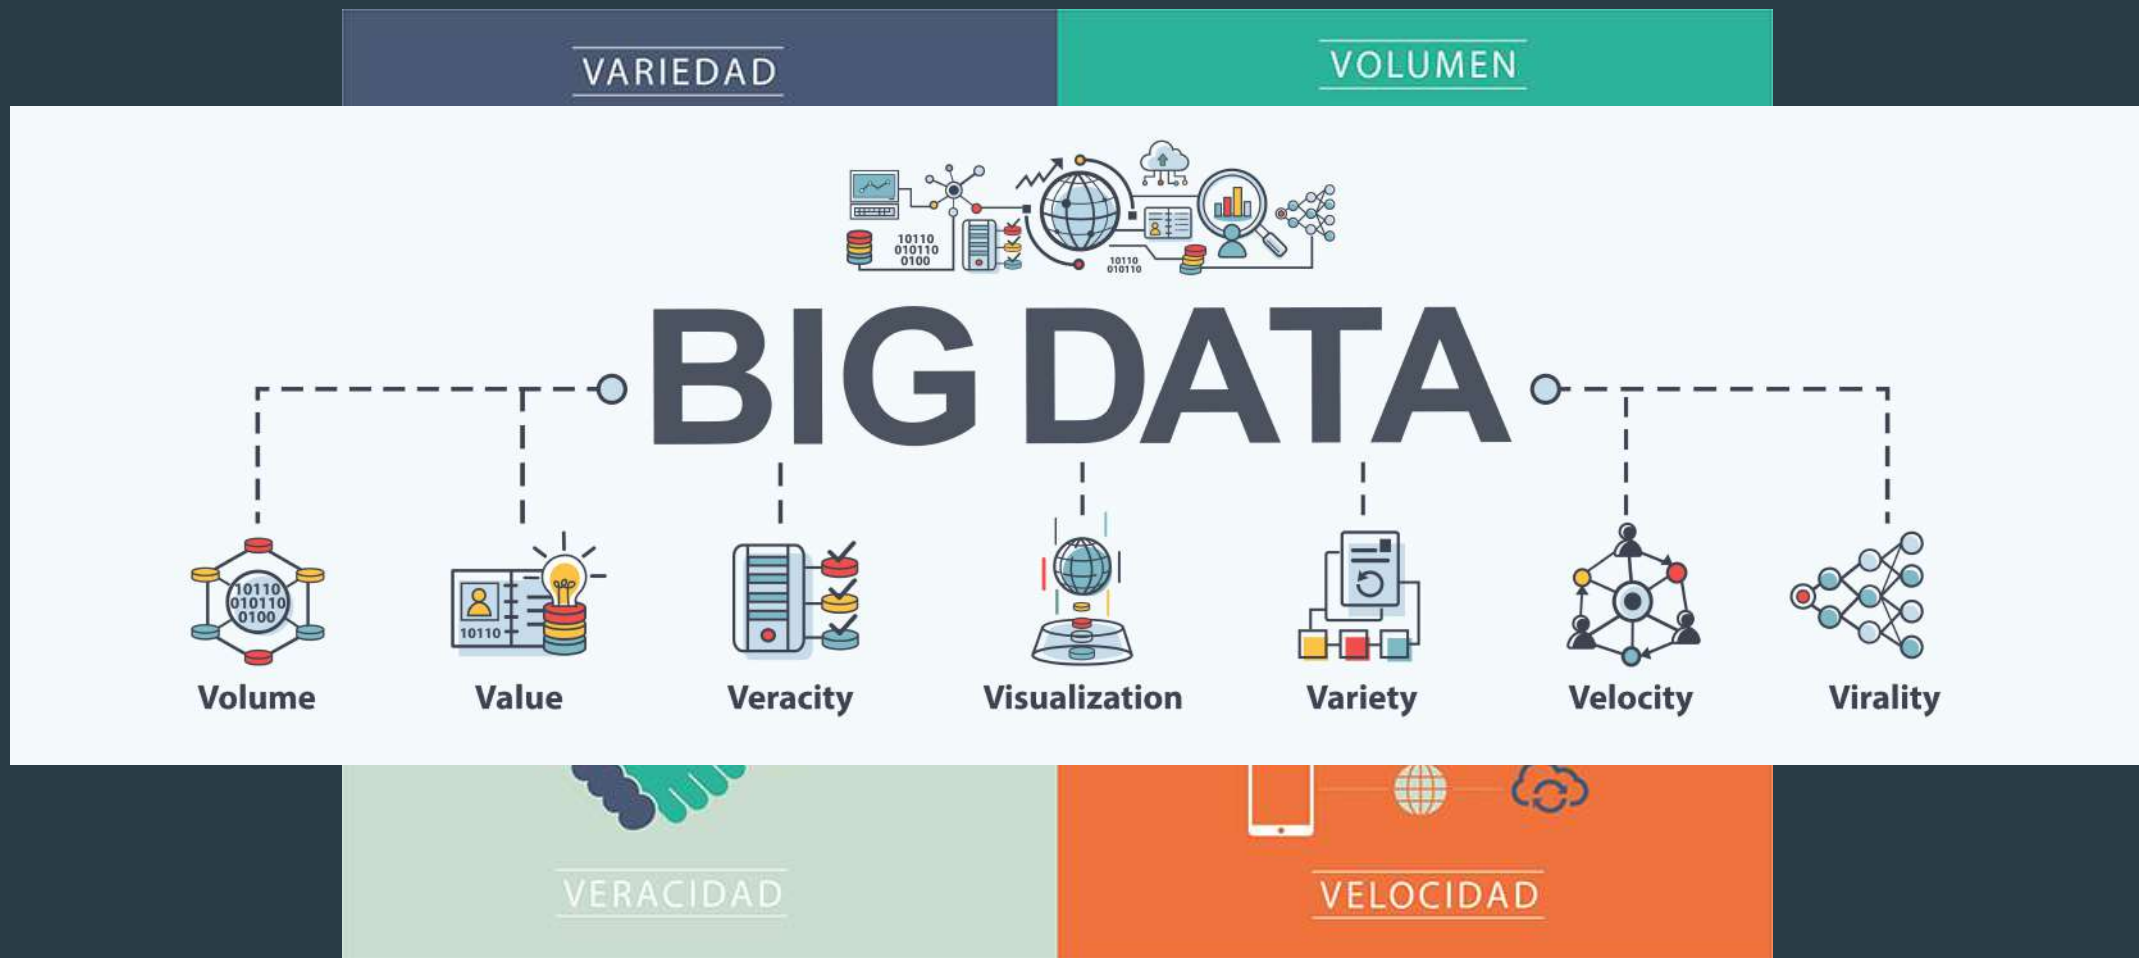 VARIEDAD
VOLUMEN
10110
010110
0100
10110
010110
BIG DATA
10110
010110
0100
10110
Volume
Value
Veracity
Visualization
Variety
Velocity
Virality
VERACIDAD
VELOCIDAD